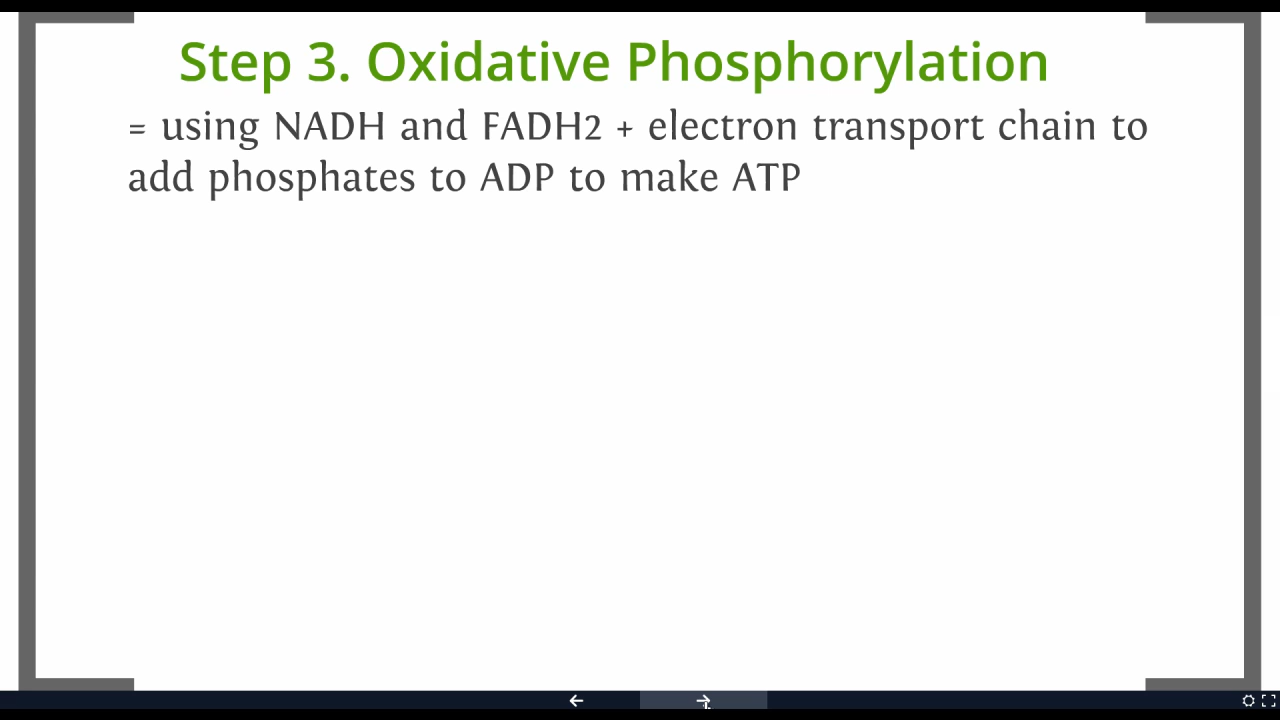 Step 3. Oxidative Phosphorylation
= using NADH and FADH2 + electron transport chain to
add phosphates to ADP to make ATP